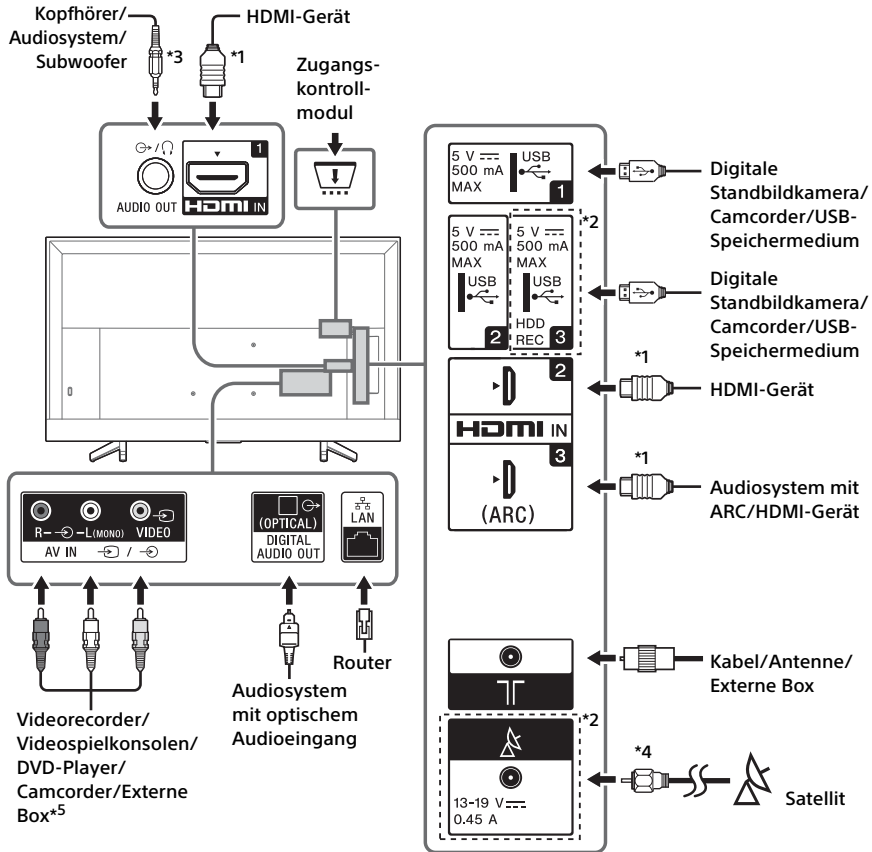 Kopfhörer/
Audiosystem/
Subwoofer
*3
HDMI-Gerät
*1
Zugangs-
kontroll-
modul
AUDIO OUT
1
HDMI IN
5 V
500 mA
MAX
USB
1
Digitale
Standbildkamera/
Camcorder/USB-
Speichermedium
5 V
500 mA
MAX
USB
2
*2
5 V
500 mA
MAX
USB
HDD
REC 3
Digitale
Standbildkamera/
Camcorder/USB-
Speichermedium
2
*1
HDMI-Gerät
HDMI IN
3
(ARC)
*1
Audiosystem mit
ARC/HDMI-Gerät
R- -L(MONO) VIDEO
AV IN /
(OPTICAL)
DIGITAL
AUDIO OUT
LAN
Router
Audiosystem
mit optischem
Audioeingang
Videorecorder/
Videospielkonsolen/
DVD-Player/
Camcorder/Externe
Box*5
Kabel/Antenne/
Externe Box
*2
13-19 V
0.45 A
*4
Satellit